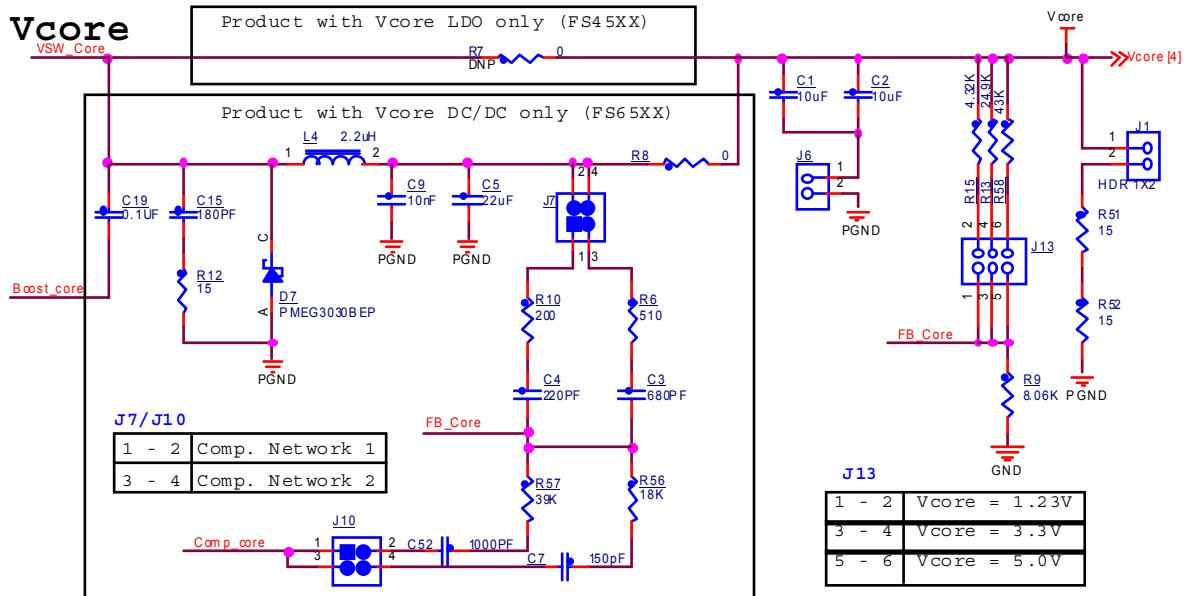 Vcore
Product with Vcore LDO only (FS45XX)
VSW_Core
R7
DNP
0
Vcore
Vcore [4]
Product with Vcore DC/DC only (FS65XX)
L4 2.2uH
1
2
R8
0
C1
10uF
C2
10uF
4.32K
24.9K
43K
R15
R13
R58
J1
1
2
HDR 1X2
J6
1
2
PGND
C19
0.1UF
C15
180PF
C9
10nF
C5
22uF
2
4
J7
1
3
PGND
PGND
R12
15
C
A
D7
PMEG3030BEP
PGND
Boost_core
R10
200
R6
510
C4
220PF
C3
680PF
FB_Core
R57
39K
R56
18K
J7/J10
1 - 2 Comp. Network 1
3 - 4 Comp. Network 2
Comp_core
J10
1
3
2
4
C52
1000PF
C7
150pF
2
4
6
J13
1
3
5
FB_Core
R9
8.06K
GND
R51
15
R52
15
PGND
J13
1 - 2 Vcore = 1.23V
3 - 4 Vcore = 3.3V
5 - 6 Vcore = 5.0V